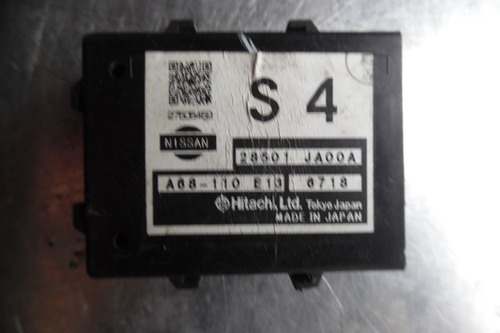 S 4
NISSAN
28501 JA00A
A68-110 E13 6718
Hitachi, Ltd. Tokyo Japan
MADE IN JAPAN